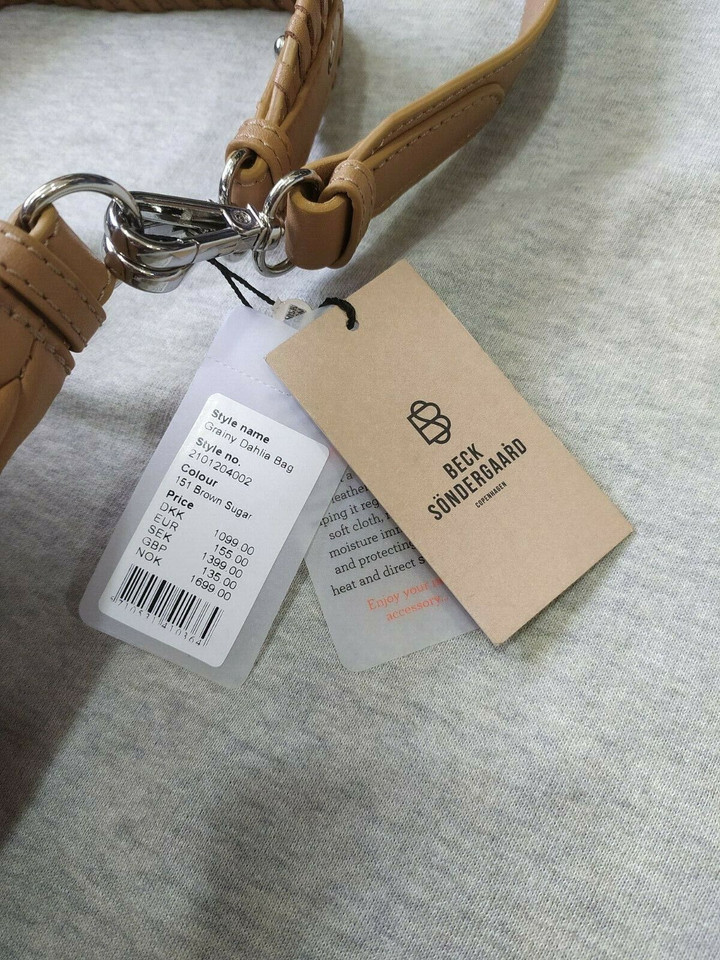 Style name
Grainy Dahlia Bag
Style no.
2101204002
Colour
151 Brown Sugar
Price
DKK 1099.00
EUR 155.00
SEK 1399.00
GBP 135.00
NOK 1699.00
soft cloth,
moisture
and protecting
heat and direct
Enjoy your
accessory.
BECK
SÖNDERGAARD
COPENHAGEN